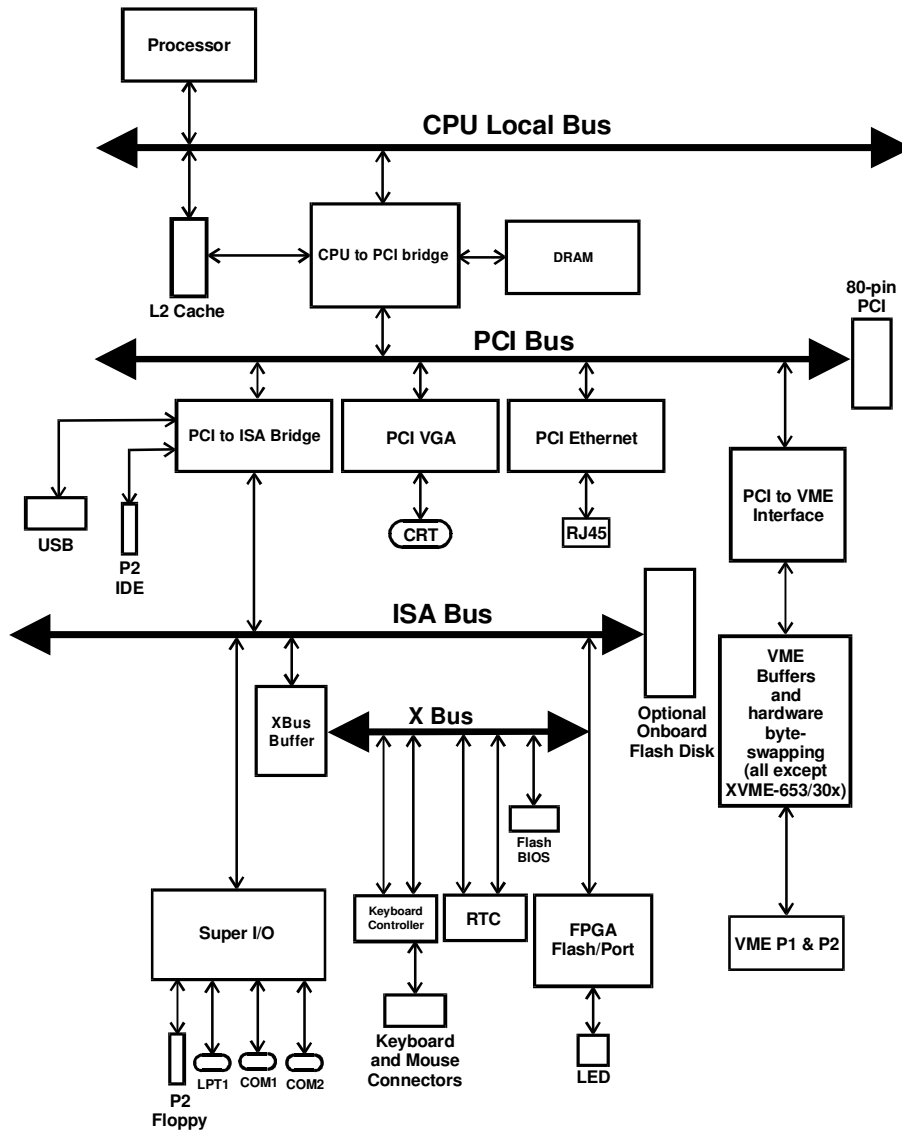 Processor
CPU Local Bus
CPU to PCI bridge
DRAM
L2 Cache
80-pin
PCI
PCI Bus
PCI to ISA Bridge
PCI VGA
PCI Ethernet
PCI to VME
Interface
USB
P2
IDE
CRT
RJ45
ISA Bus
XBus
Buffer
X Bus
Optional
Onboard
Flash Disk
VME
Buffers
and
hardware
byte-
swapping
(all except
XVME-653/30x)
Flash
BIOS
Super I/O
Keyboard
Controller
RTC
FPGA
Flash/Port
VME P1 & P2
Keyboard
and Mouse
Connectors
LED
P2
Floppy
LPT1
COM1
COM2